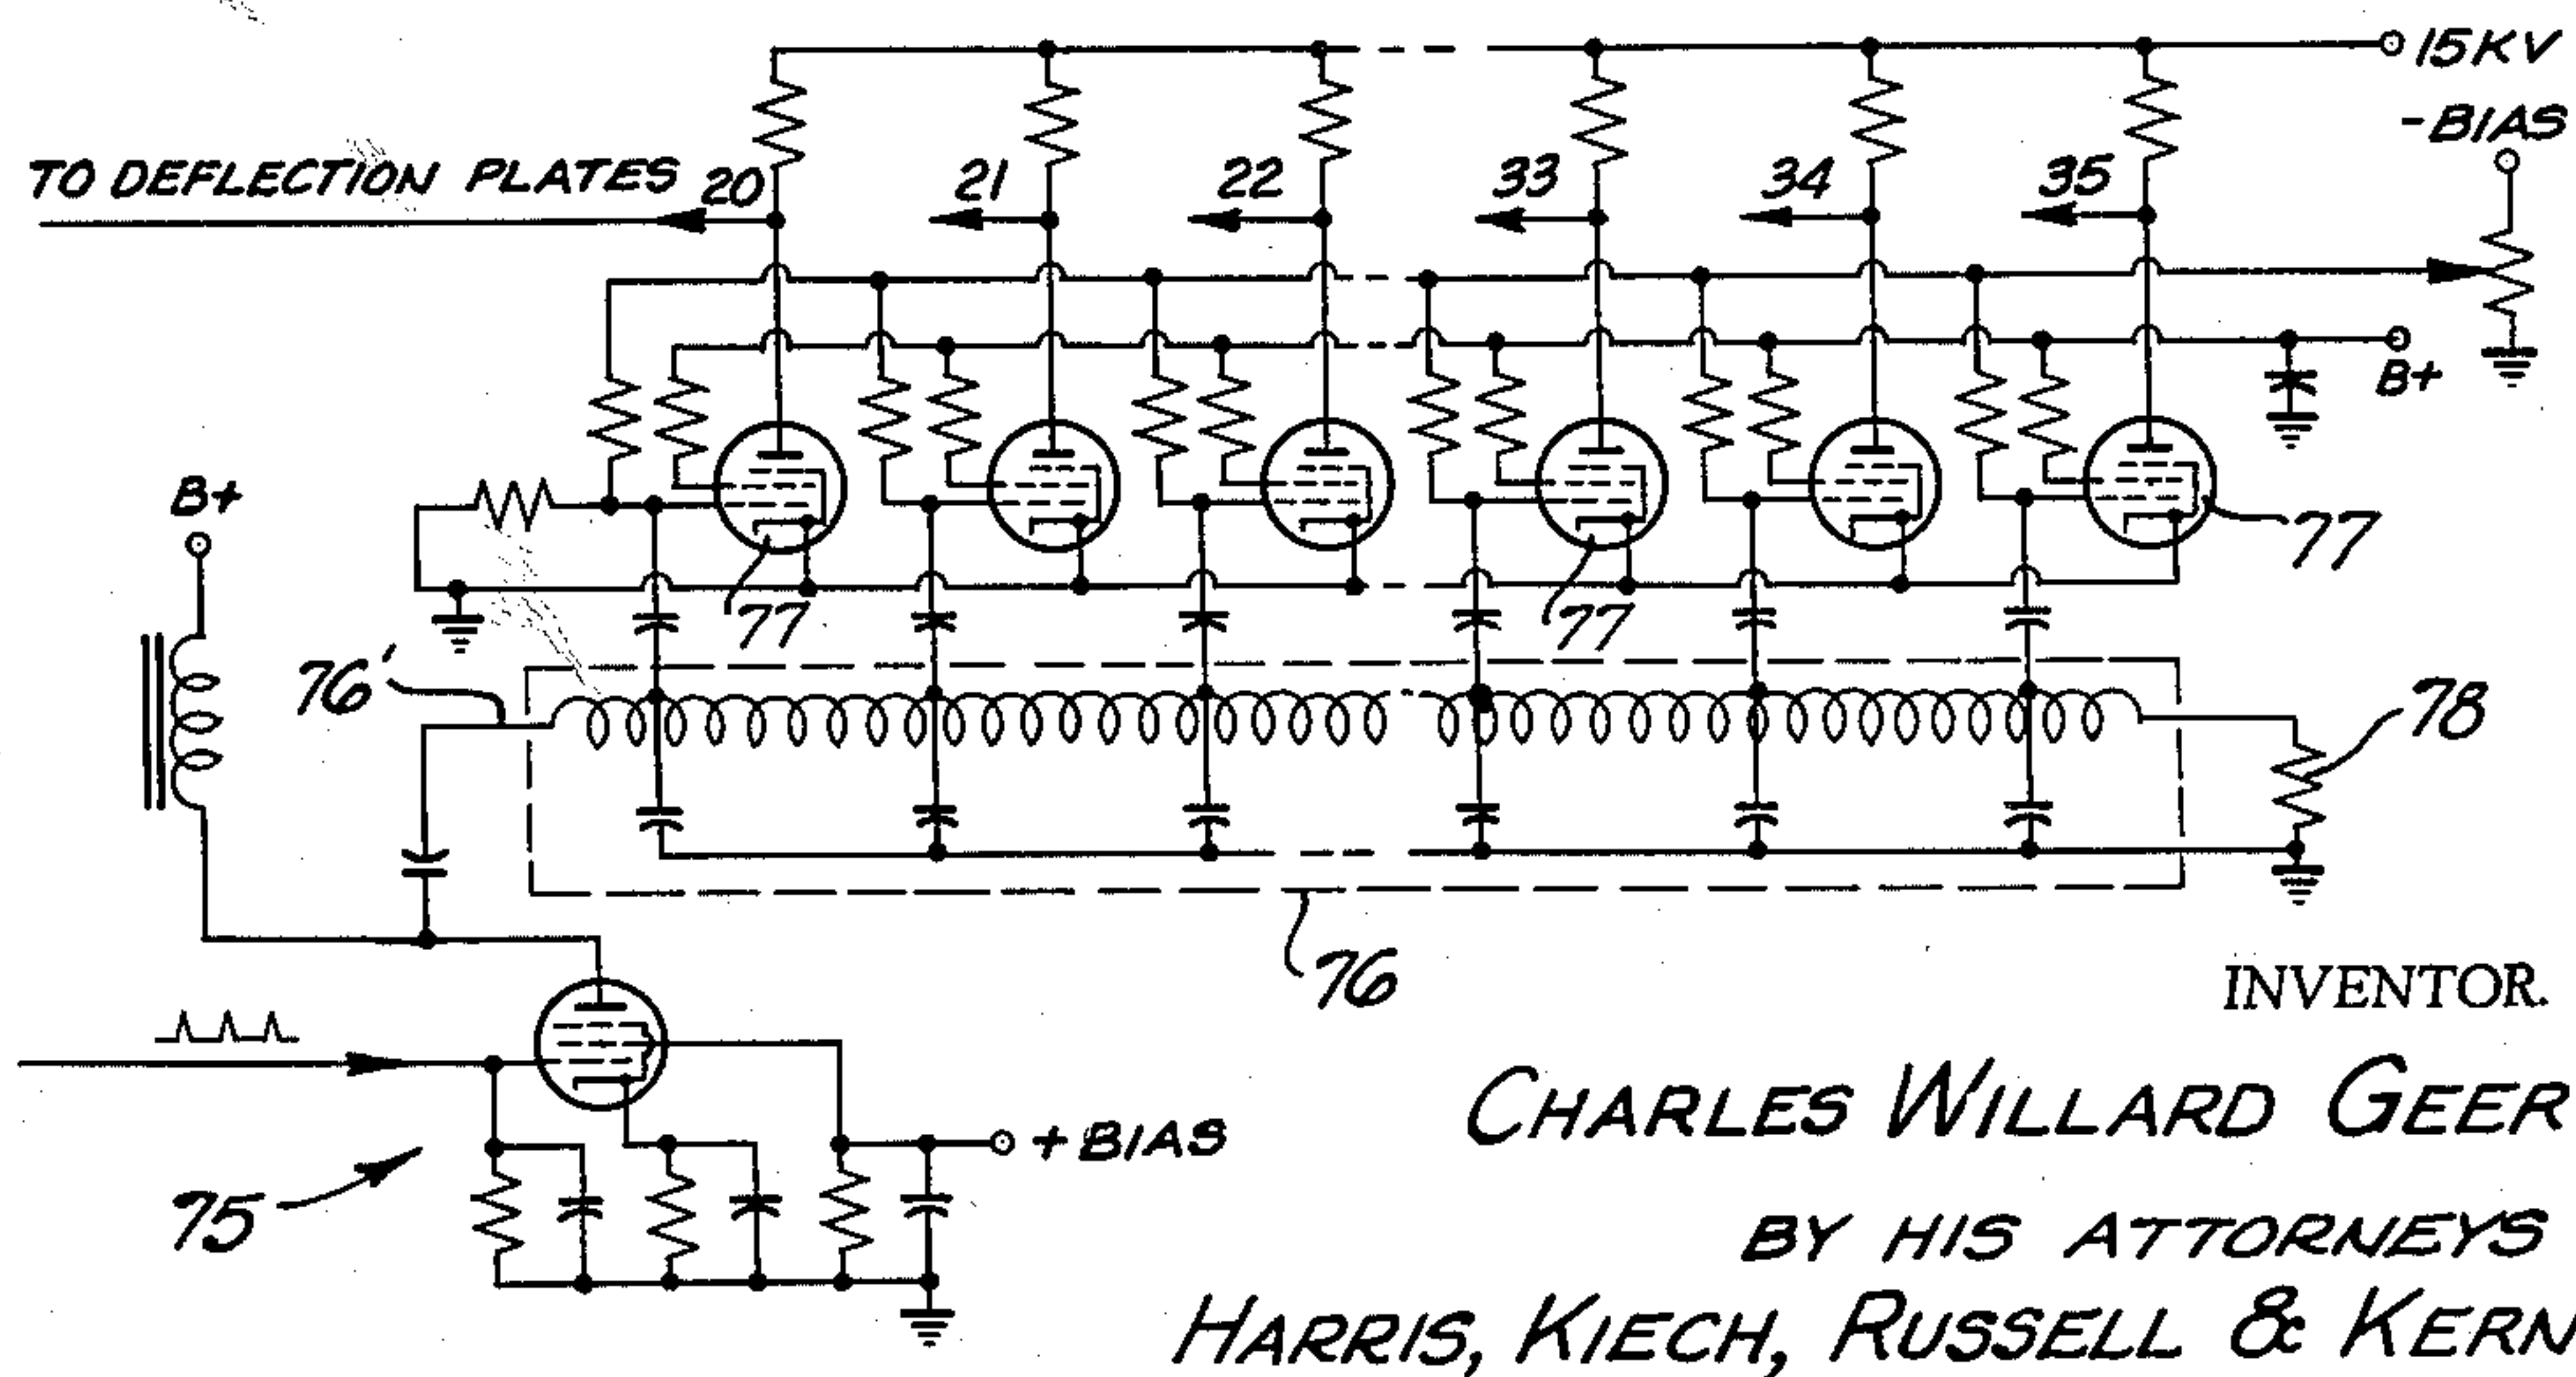 15KV
-BIAS
TO DEFLECTION PLATES 20 21 22 33 34 35
B+
B+
77 77 77
76'
78
76
INVENTOR.
CHARLES WILLARD GEER
75
+BIAS
BY HIS ATTORNEYS
HARRIS, KIECH, RUSSELL & KERN